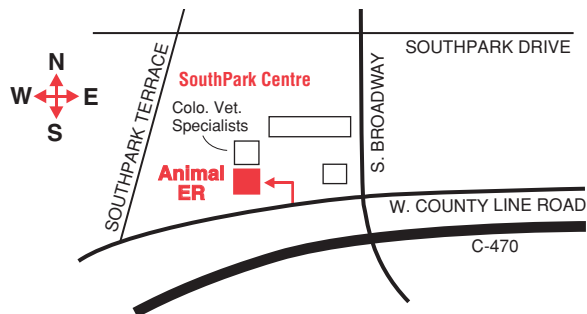 SOUTHPARK DRIVE
N
W E
S
SOUTHPARK TERRACE
SouthPark Centre
Colo. Vet.
Specialists
Animal
ER
S. BROADWAY
W. COUNTY LINE ROAD
C-470